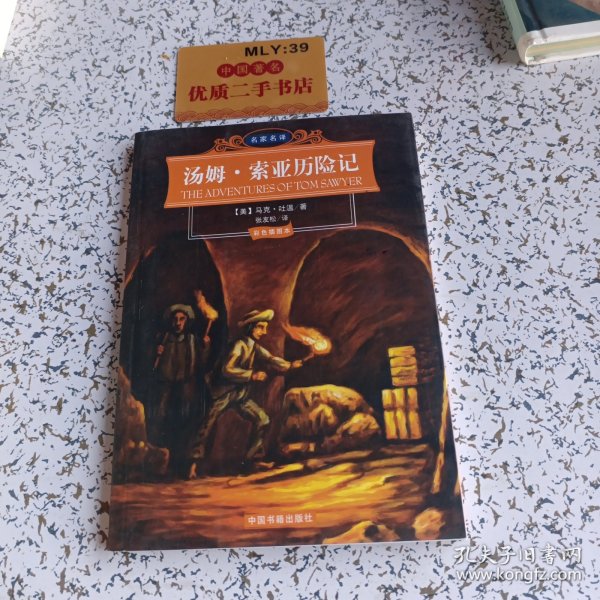 MLY:39
中国著名
优质二手书店
名家名译
汤姆·索亚历险记
THE ADVENTURES OF TOM SAWYER
【美】马克·吐温/著
张友松/译
彩色插图本
中国书籍出版社
孔夫子旧书网
www.kongfz.com